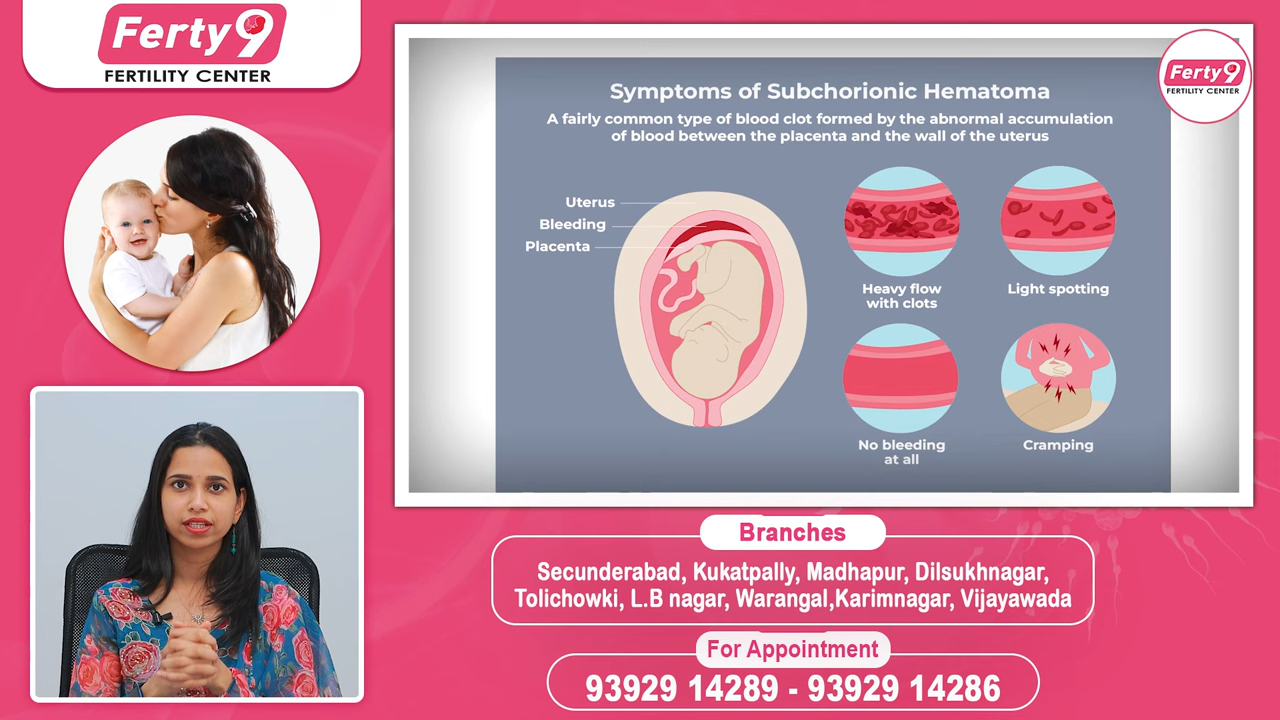 Ferty9
FERTILITY CENTER
Ferty9
FERTILITY CENTER
Symptoms of Subchorionic Hematoma
A fairly common type of blood clot formed by the abnormal accumulation
of blood between the placenta and the wall of the uterus
Uterus
Bleeding
Placenta
Heavy flow
with clots
Light spotting
No bleeding
at all
Cramping
Branches
Secunderabad, Kukatpally, Madhapur, Dilsukhnagar,
Tolichowki, L.B nagar, Warangal,Karimnagar, Vijayawada
For Appointment
93929 14289 - 93929 14286